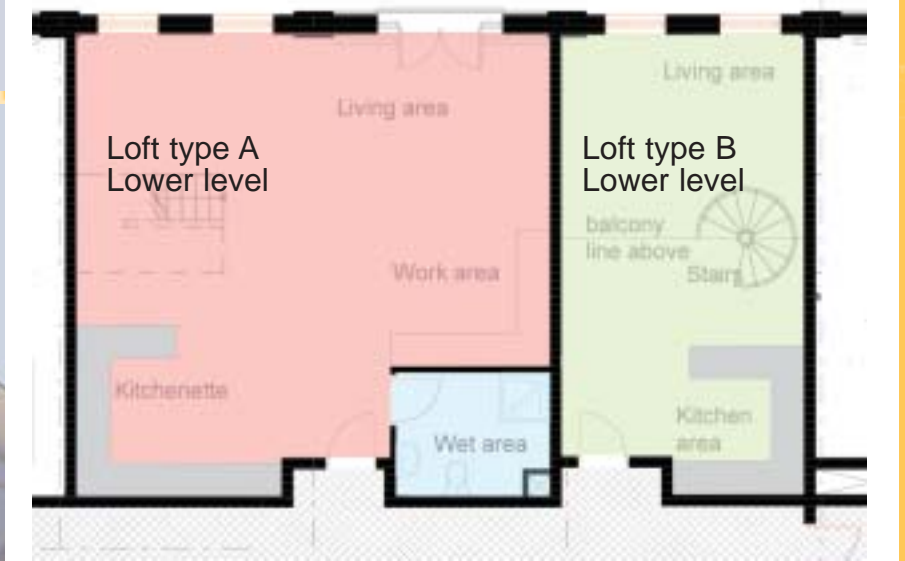 Living area
Living area
Loft type A
Lower level
Loft type B
Lower level
balcony
line above
Work area
Stairs
Kitchenette
Kitchen
area
Wet area